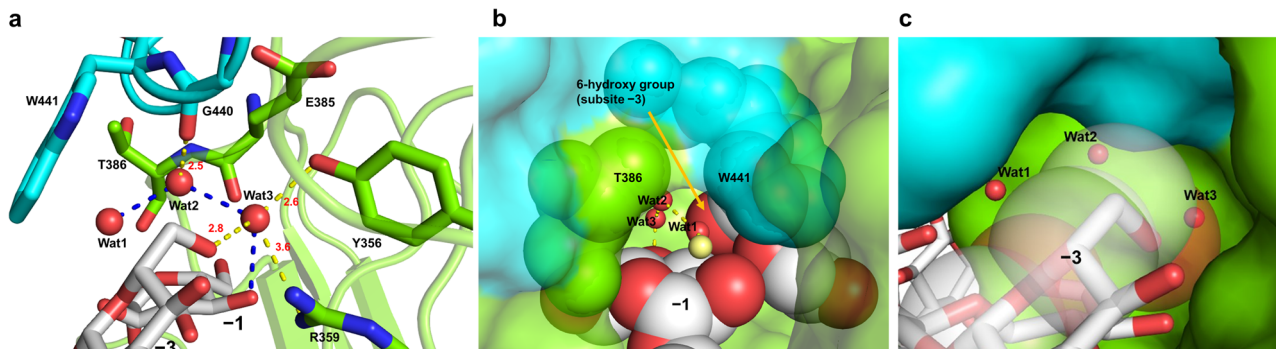 a
W441
G440
E385
T386
2.5
Wat3
2.6
Wat2
Wat1
2.8
3.6
Y356
−1
R359
−3
b
6-hydroxy group
(subsite −3)
T386
W441
Wat2
Wat3
Wat1
−1
c
Wat2
Wat1
Wat3
−3